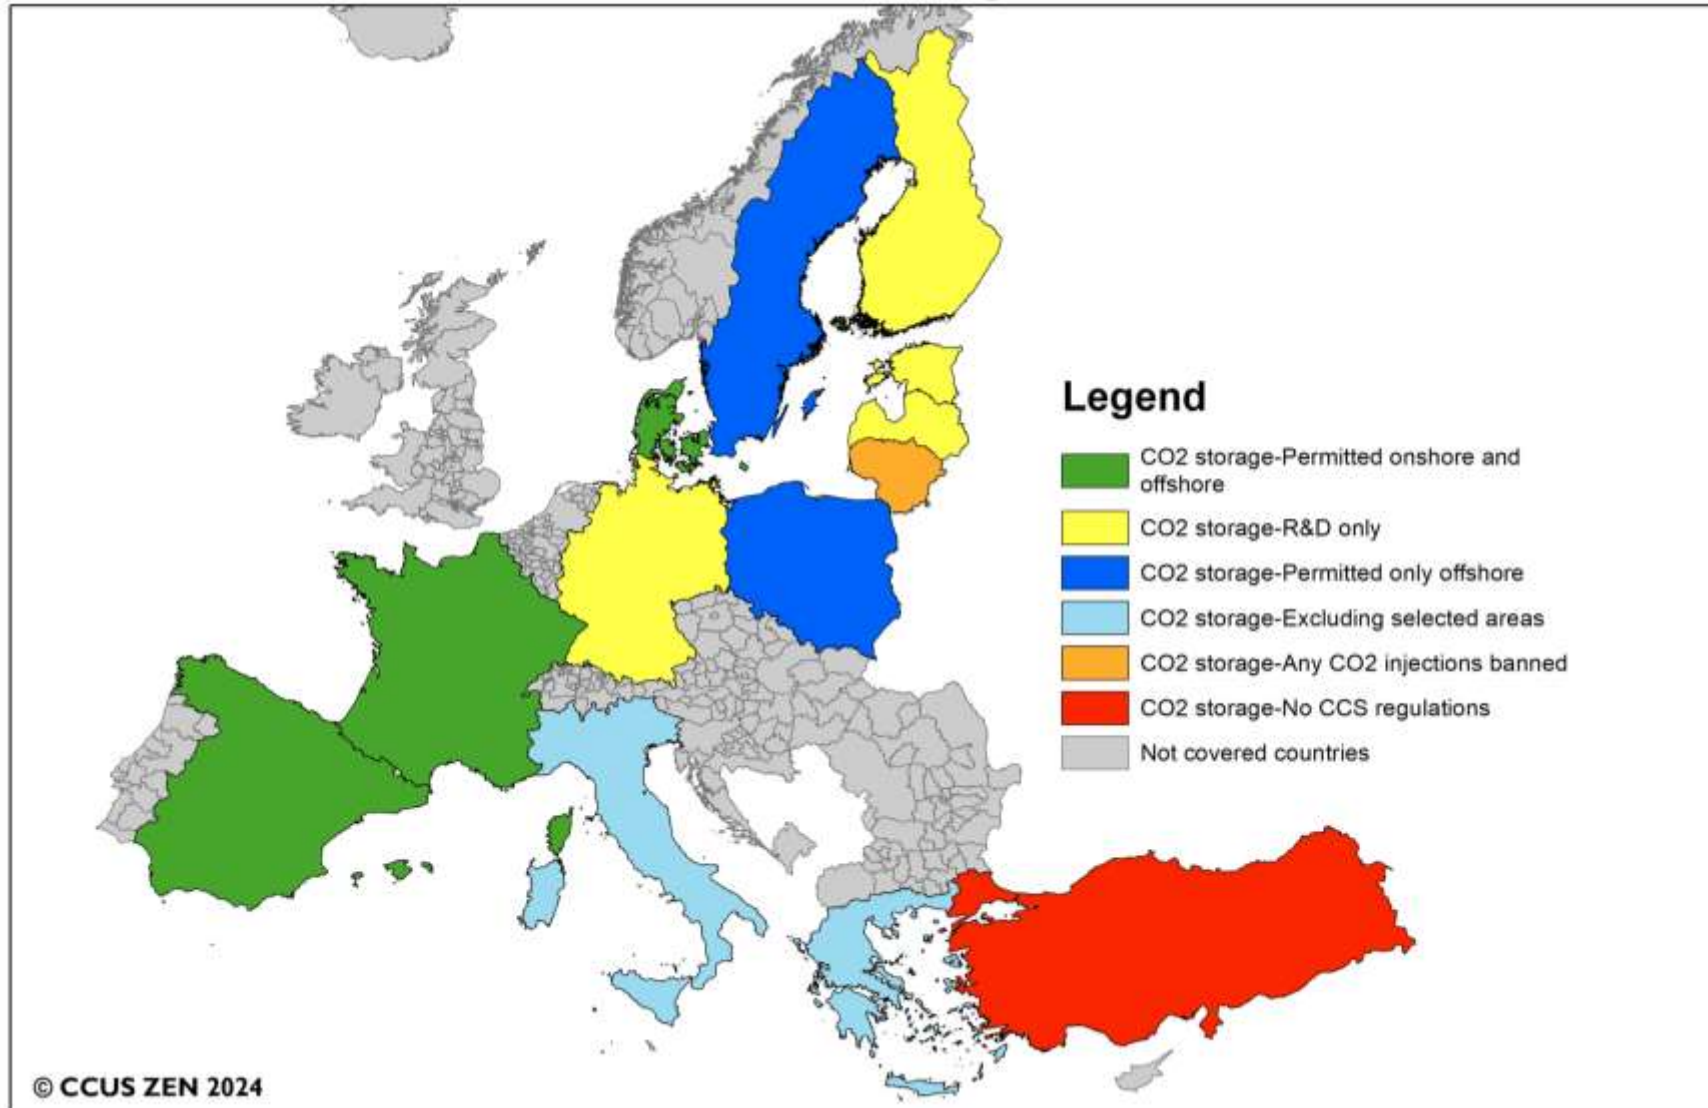 Legend
CO2 storage-Permitted onshore and
offshore
CO2 storage-R&D only
CO2 storage-Permitted only offshore
CO2 storage-Excluding selected areas
CO2 storage-Any CO2 injections banned
CO2 storage-No CCS regulations
Not covered countries
© CCUS ZEN 2024